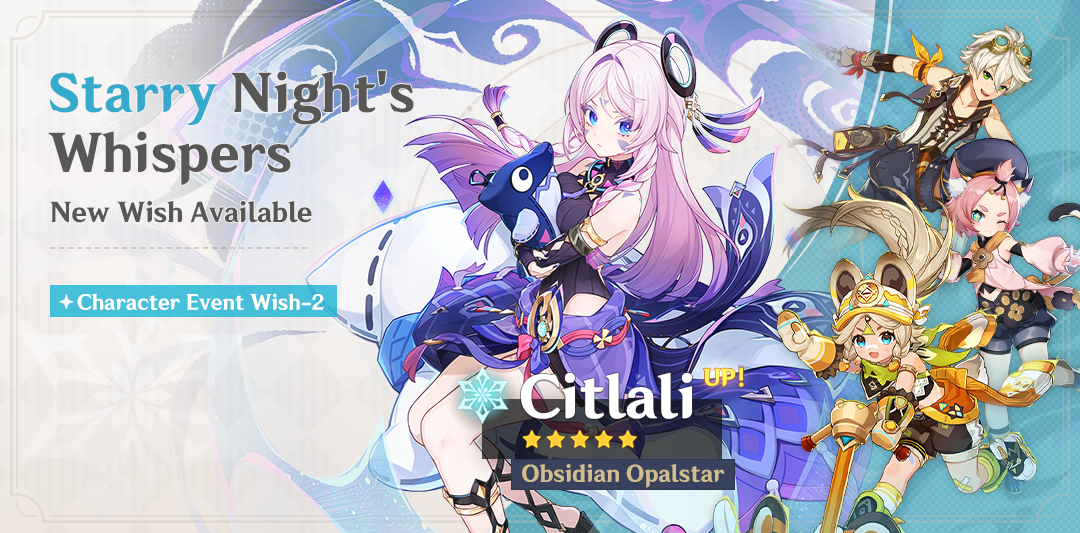 Starry Night's
Whispers
New Wish Available
Character Event Wish-2
Citlali UP!
Obsidian Opalstar